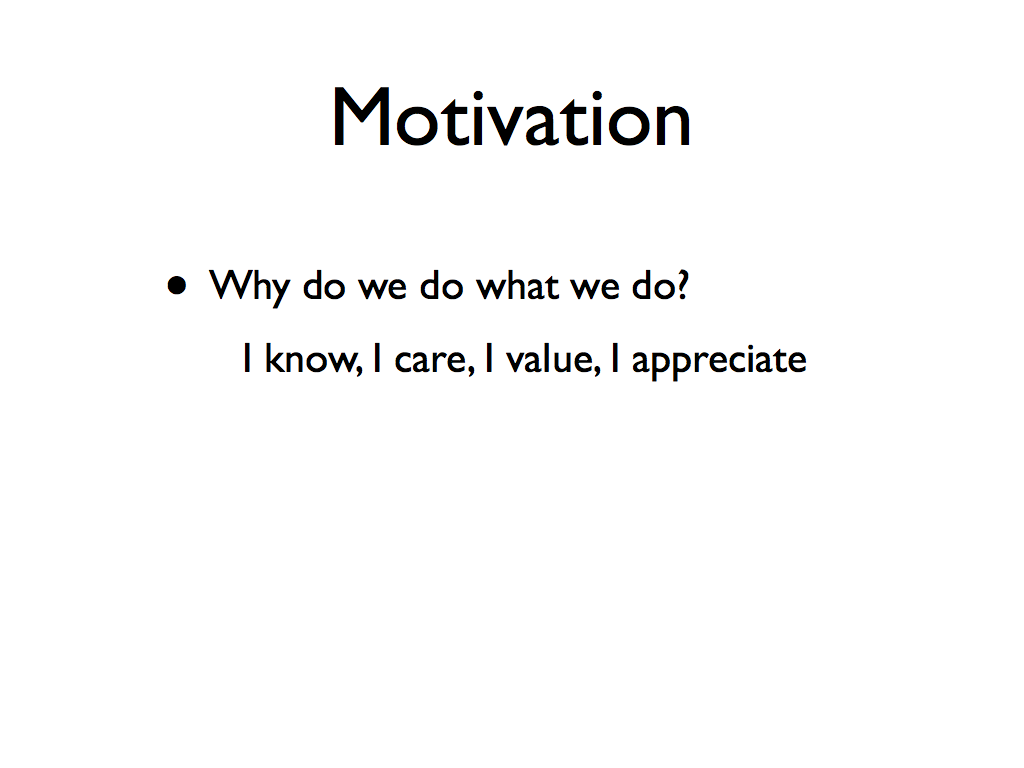 Motivation
• Why do we do what we do?
I know, I care, I value, I appreciate